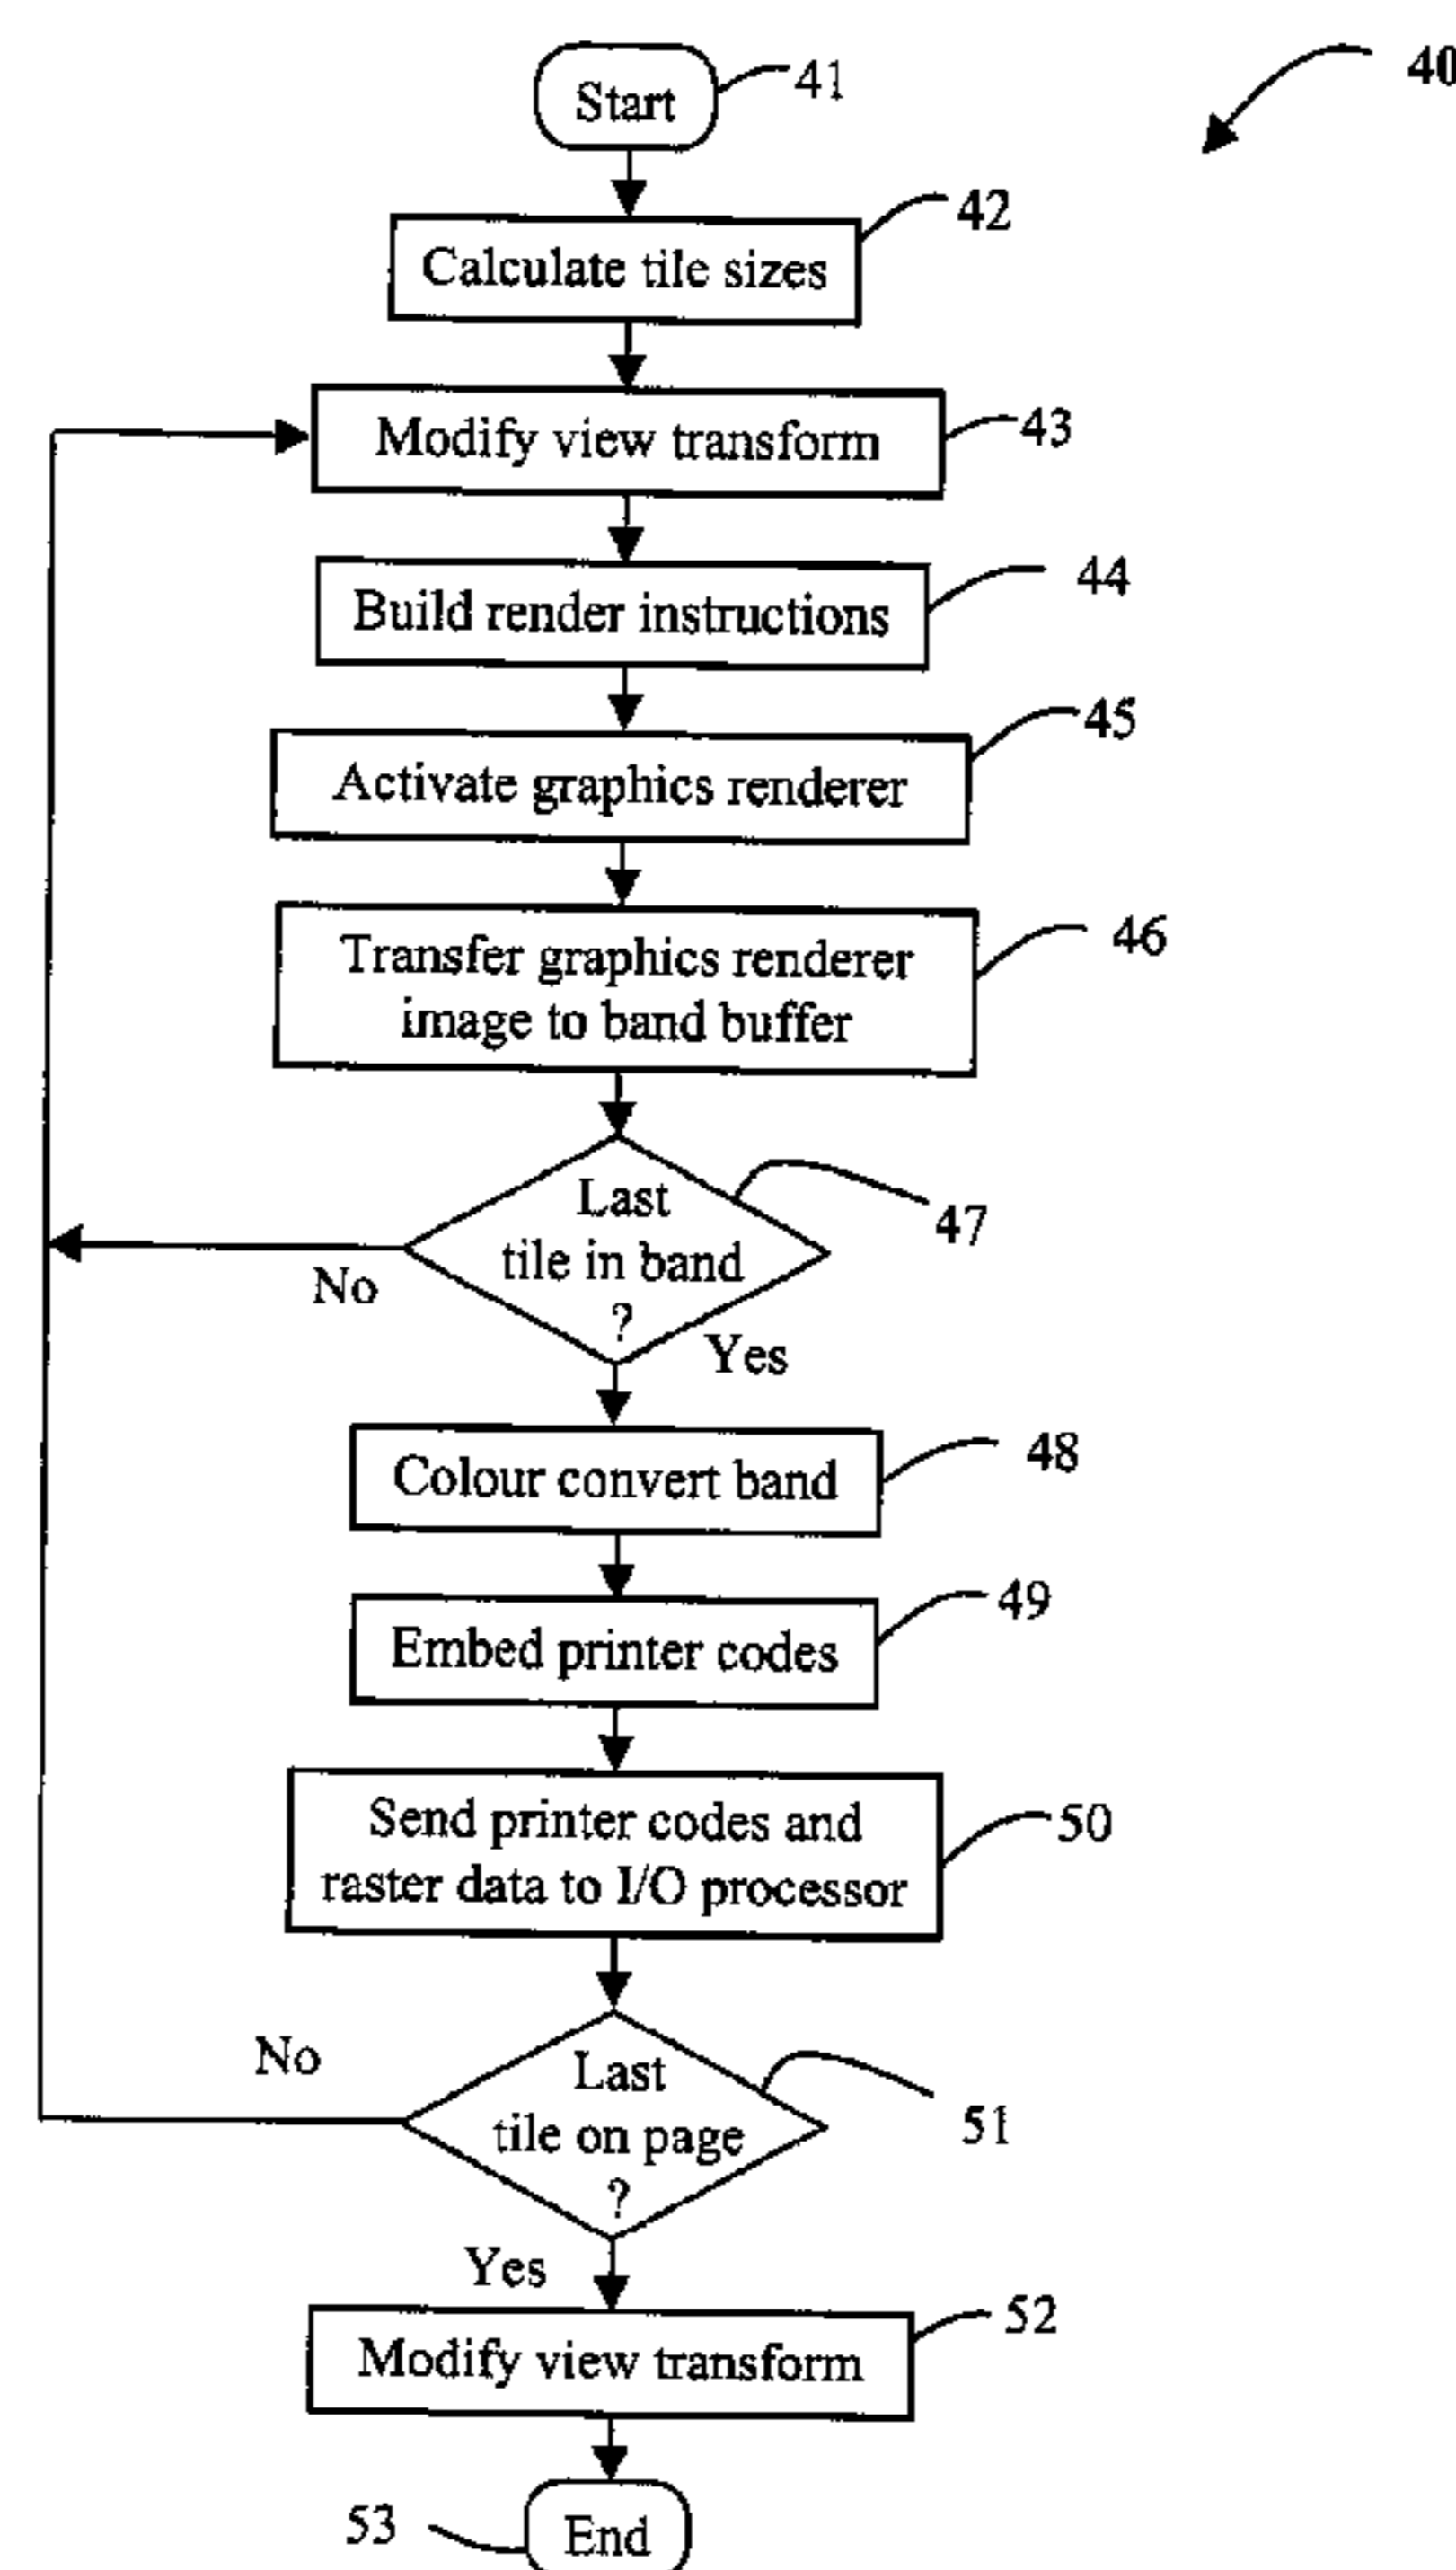 40
Start
41
Calculate tile sizes
42
Modify view transform
43
Build render instructions
44
Activate graphics renderer
45
Transfer graphics renderer
image to band buffer
46
Last
tile in band
?
47
No
Yes
Colour convert band
48
Embed printer codes
49
Send printer codes and
raster data to I/O processor
50
No
Last
tile on page
?
51
Yes
Modify view transform
52
53
End